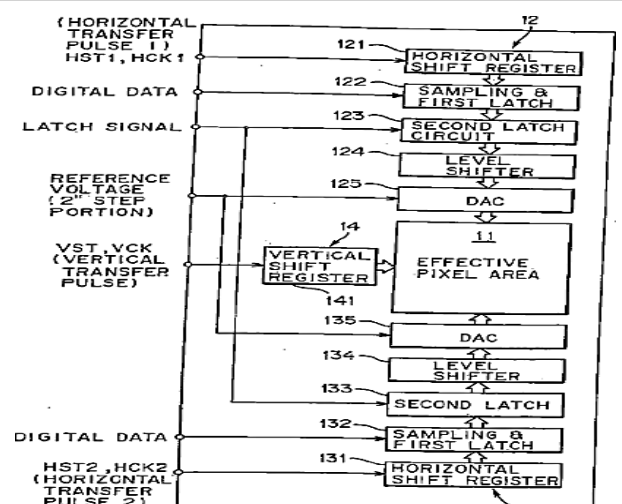 (HORIZONTAL
TRANSFER
PULSE 1)
HST1, HCK1
DIGITAL DATA
LATCH SIGNAL
REFERENCE
VOLTAGE
(2" STEP
PORTION)
VST, VCK
(VERTICAL
TRANSFER
PULSE)
DIGITAL DATA
HST2, HCK2
(HORIZONTAL
TRANSFER
PULSE 2)
12
121
HORIZONTAL
SHIFT REGISTER
122
SAMPLING &
FIRST LATCH
123
SECOND LATCH
CIRCUIT
124
LEVEL
SHIFTER
125
DAC
14
VERTICAL
SHIFT
REGISTER
141
11
EFFECTIVE
PIXEL AREA
135
DAC
134
LEVEL
SHIFTER
133
SECOND LATCH
132
SAMPLING &
FIRST LATCH
131
HORIZONTAL
SHIFT REGISTER